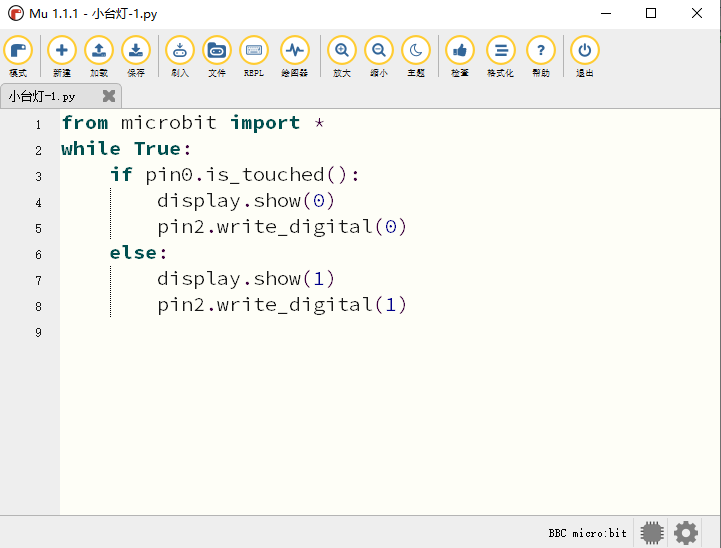 Mu 1.1.1 - 小台灯-1.py
模式 新建 加载 保存 刷入 文件 REPL 绘图器 放大 缩小 主题 检查 格式化 帮助 退出
小台灯-1.py
1 from microbit import *
2 while True:
3     if pin0.is_touched():
4         display.show(0)
5         pin2.write_digital(0)
6     else:
7         display.show(1)
8         pin2.write_digital(1)
9
BBC micro:bit